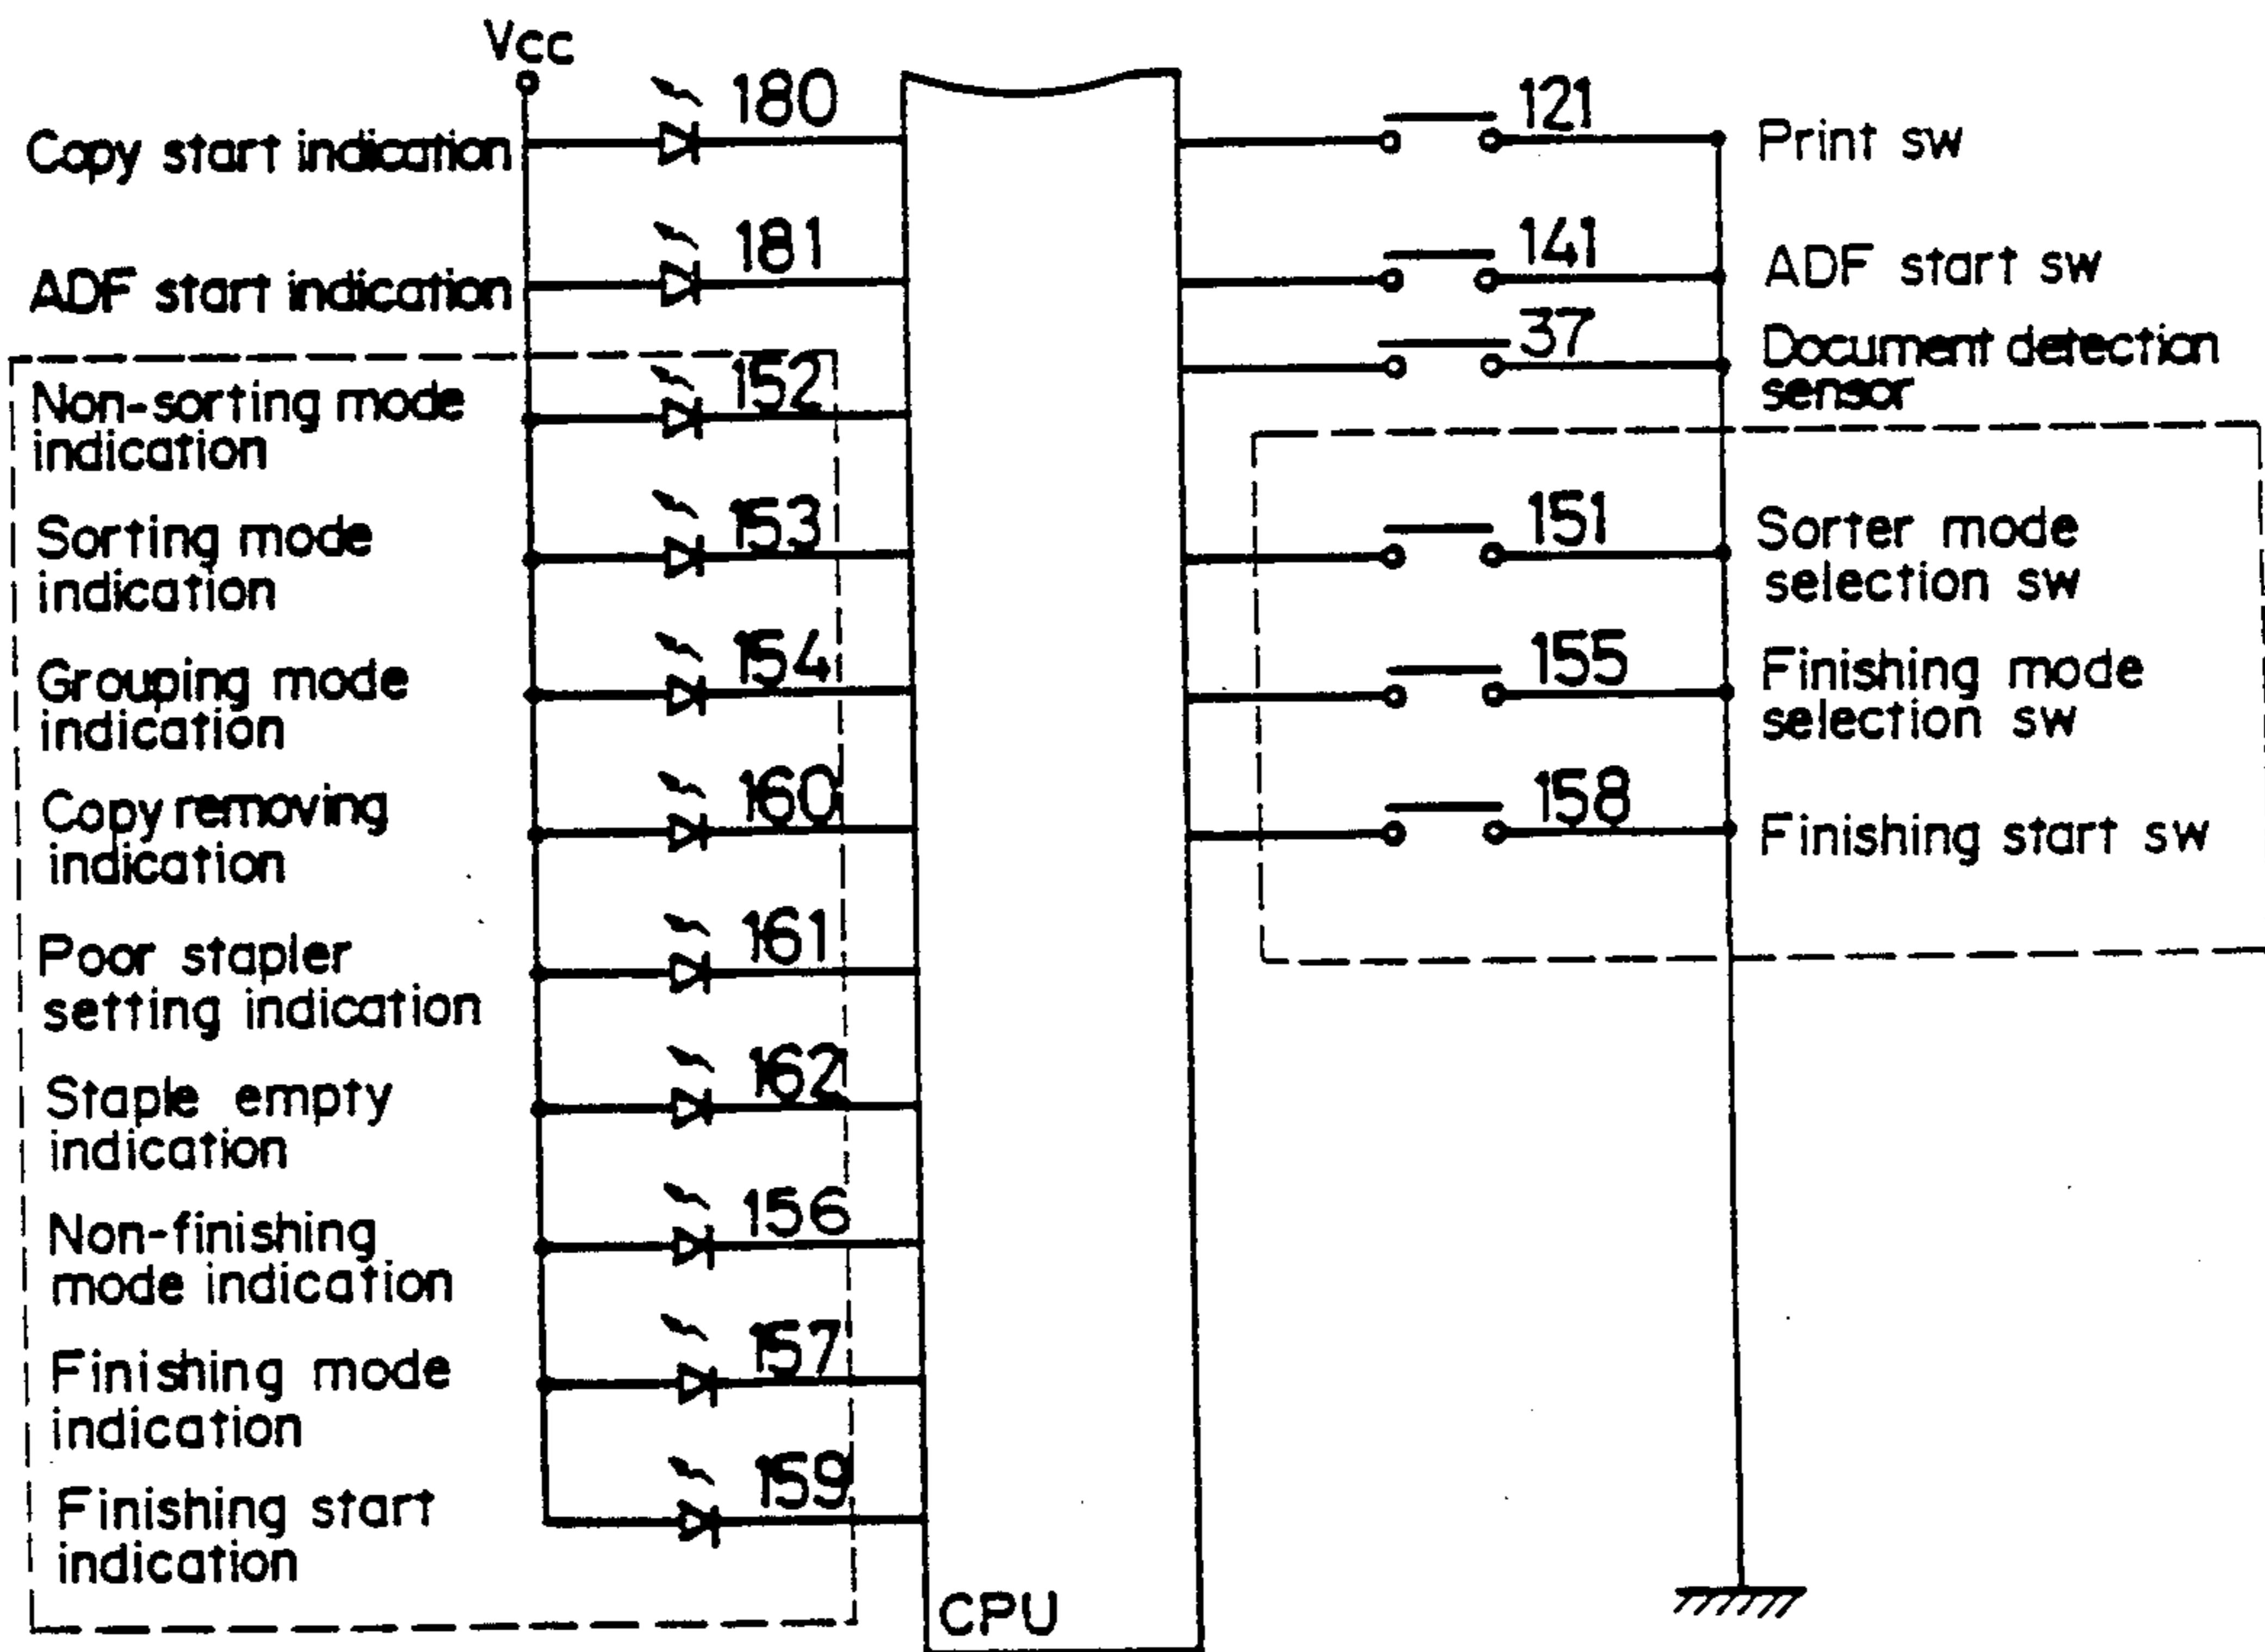 Vcc
Copy start indication
180
ADF start indication
181
Non-sorting mode
indication
152
Sorting mode
indication
153
Grouping mode
indication
154
Copy removing
indication
160
Poor stapler
setting indication
161
Staple empty
indication
162
Non-finishing
mode indication
156
Finishing mode
indication
157
Finishing start
indication
159
CPU
121
Print sw
141
ADF start sw
37
Document detection
sensor
151
Sorter mode
selection sw
155
Finishing mode
selection sw
158
Finishing start sw